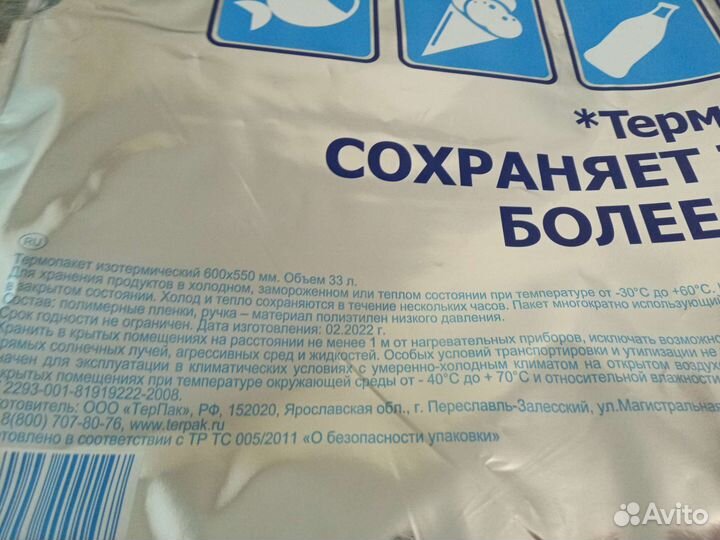 *Терм
СОХРАНЯЕТ
БОЛЕЕ
RU
Термопакет изотермический 600х550 мм. Объем 33 л.
Для хранения продуктов в холодном, замороженном или теплом состоянии при температуре от -30°С до +60°С.
в закрытом состоянии. Холод и тепло сохраняются в течение нескольких часов. Пакет многократно использующи
Состав: полимерные пленки, ручка – материал полиэтилен низкого давления.
Срок годности не ограничен. Дата изготовления: 02.2022 г.
Хранить в крытых помещениях на расстоянии не менее 1 м от нагревательных приборов, исключать возможно
рямых солнечных лучей, агрессивных сред и жидкостей. Особых условий транспортировки и утилизации не
начен для эксплуатации в климатических условиях с умеренно-холодным климатом на открытом воздух
крытых помещениях при температуре окружающей среды от - 40°С до + 70°С и относительной влажности
2293-001-81919222-2008.
готовитель: ООО «ТерПак», РФ, 152020, Ярославская обл., г. Переславль-Залесский, ул.Магистральная
8(800) 707-80-76, www.terpak.ru
отовлено в соответствии с ТР ТС 005/2011 «О безопасности упаковки»
Avito